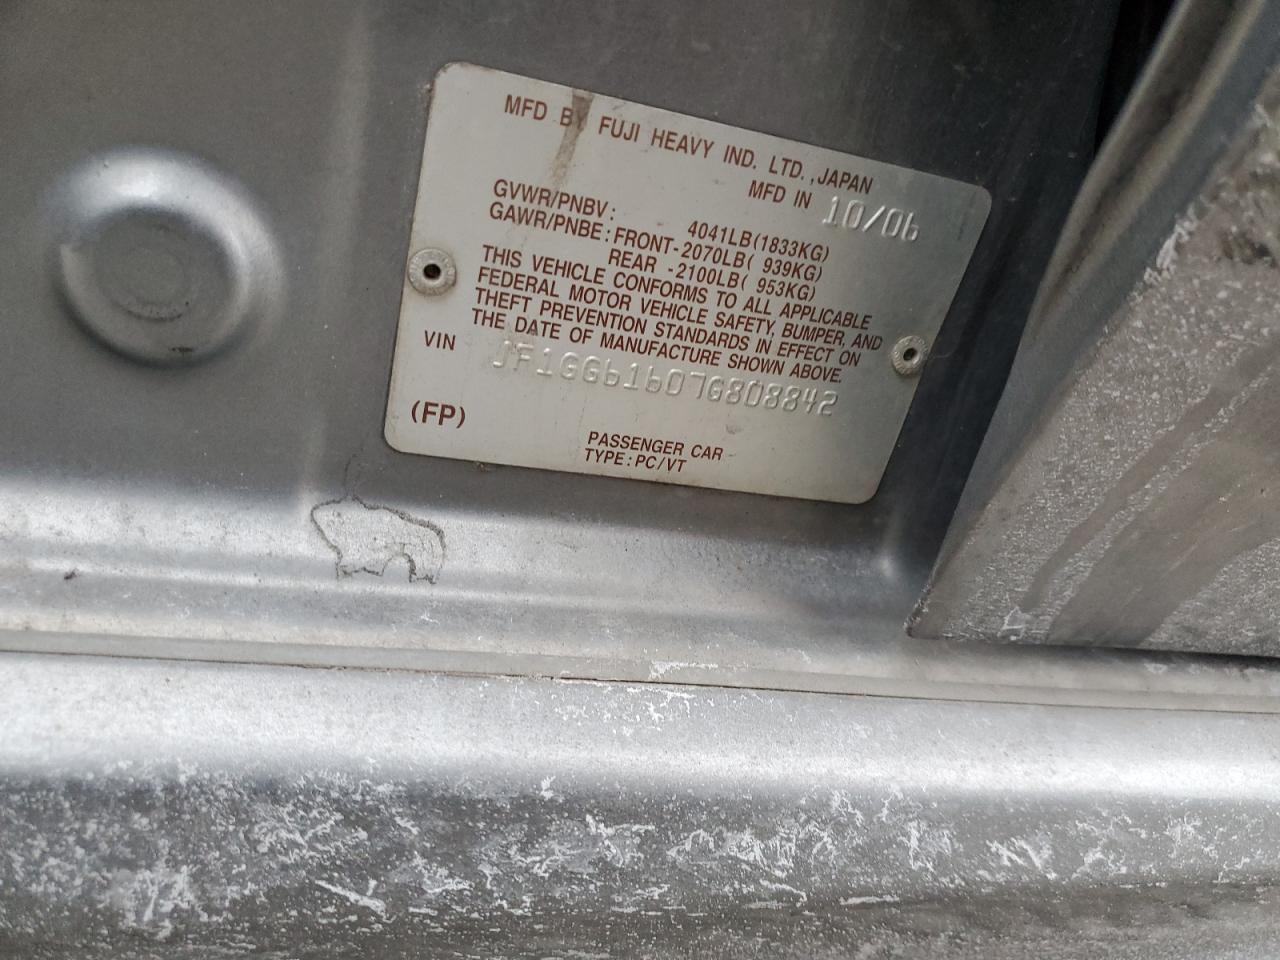 MFD BY FUJI HEAVY IND. LTD., JAPAN
MFD IN 10/06
GVWR/PNBV: 4041LB(1833KG)
GAWR/PNBE: FRONT-2070LB( 939KG)
REAR -2100LB( 953KG)
THIS VEHICLE CONFORMS TO ALL APPLICABLE
FEDERAL MOTOR VEHICLE SAFETY, BUMPER, AND
THEFT PREVENTION STANDARDS IN EFFECT ON
THE DATE OF MANUFACTURE SHOWN ABOVE.
VIN JF1GG61607G808842
(FP)
PASSENGER CAR
TYPE: PC/VT